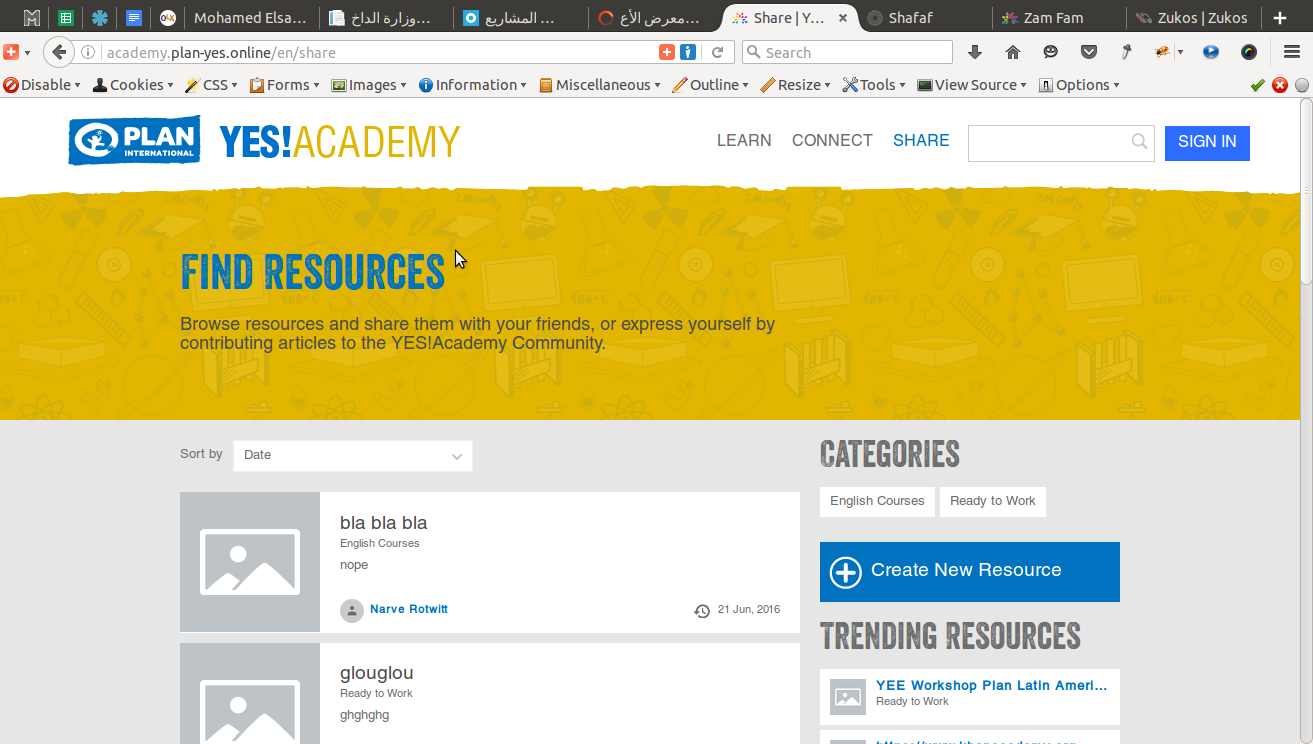 Mohamed Elsa...
وزارة الداخ...
المشاريع ...
معرض الأع...
Share | Y...
Shafaf
Zam Fam
Zukos | Zukos
academy.plan-yes.online/en/share
Search
Disable
Cookies
CSS
Forms
Images
Information
Miscellaneous
Outline
Resize
Tools
View Source
Options
PLAN
INTERNATIONAL
YES!ACADEMY
LEARN
CONNECT
SHARE
SIGN IN
FIND RESOURCES
Browse resources and share them with your friends, or express yourself by
contributing articles to the YES!Academy Community.
Sort by
Date
bla bla bla
English Courses
nope
Narve Rotwitt
21 Jun, 2016
glouglou
Ready to Work
ghghghg
CATEGORIES
English Courses
Ready to Work
Create New Resource
TRENDING RESOURCES
YEE Workshop Plan Latin Ameri...
Ready to Work